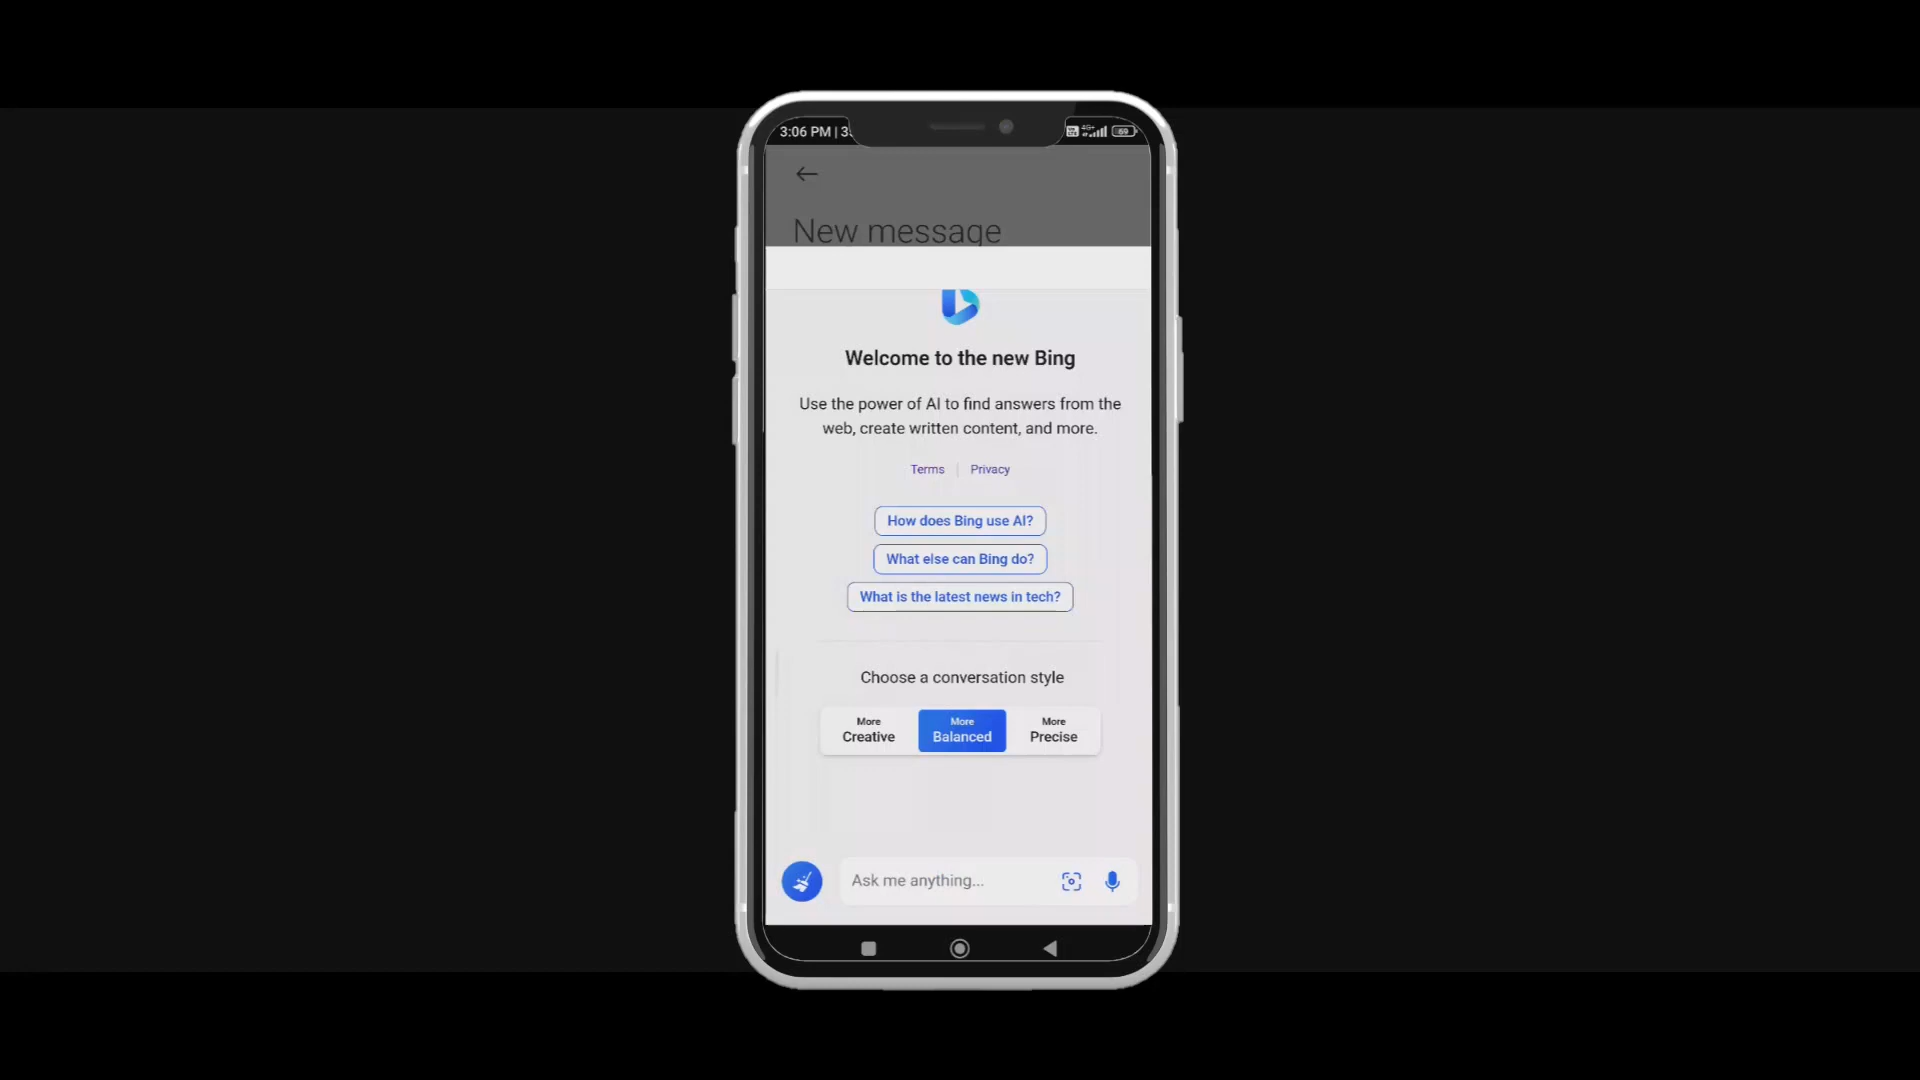 3:06 PM | 3
4G+
69
New message
Welcome to the new Bing
Use the power of AI to find answers from the
web, create written content, and more.
Terms | Privacy
How does Bing use AI?
What else can Bing do?
What is the latest news in tech?
Choose a conversation style
More Creative
More Balanced
More Precise
Ask me anything...